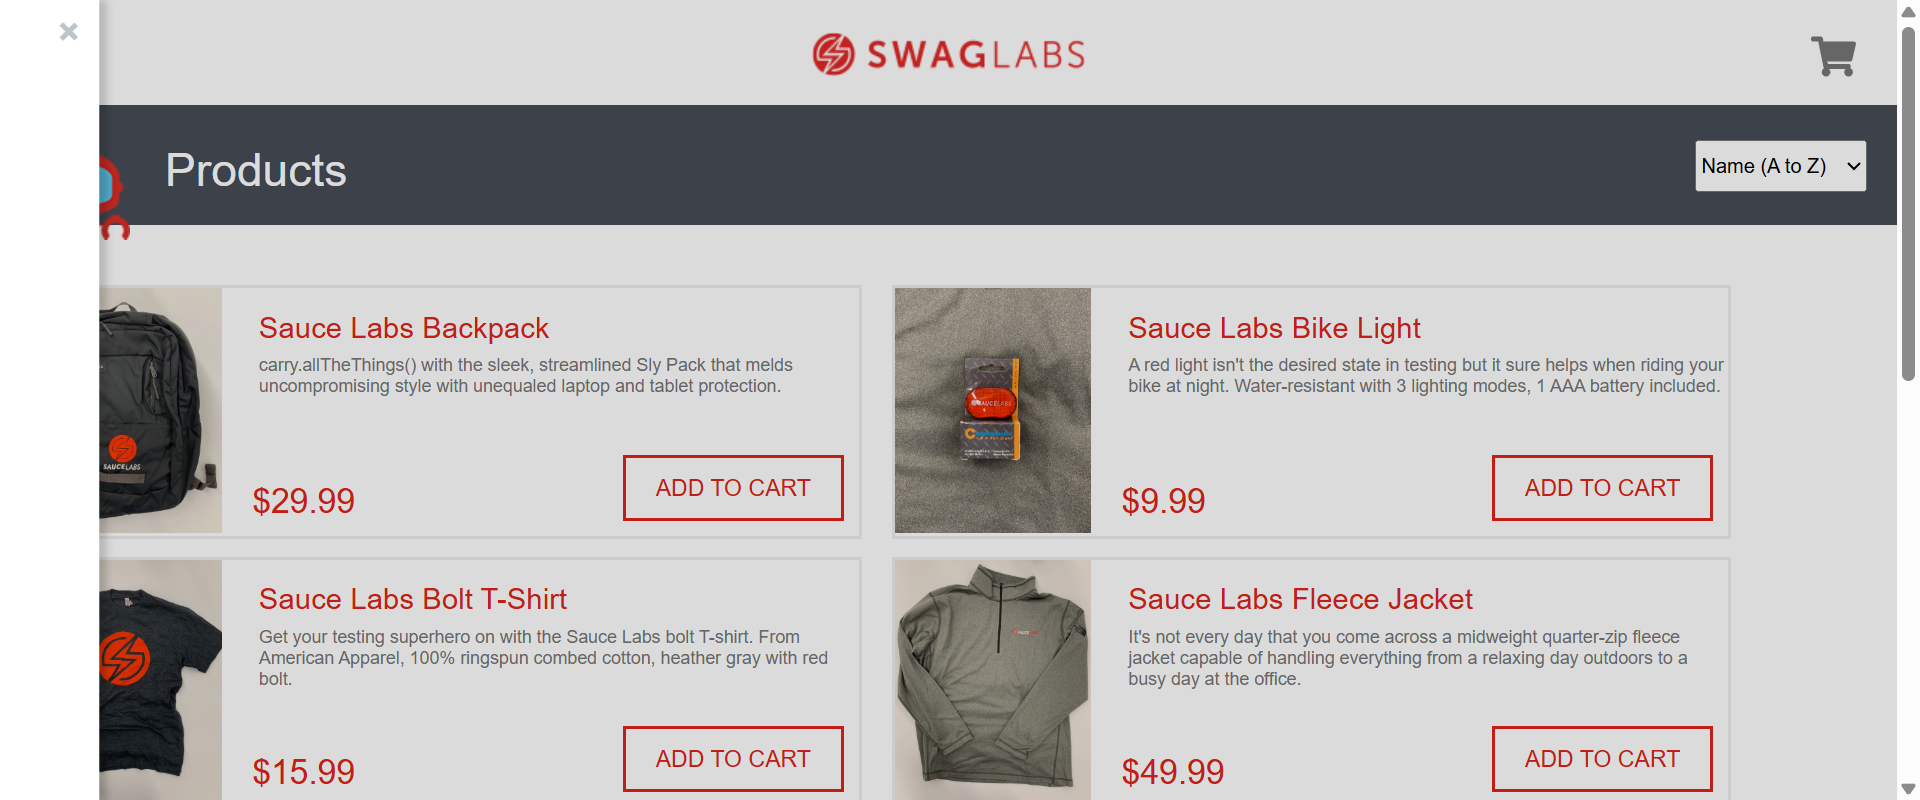 SWAGLABS
Products
Name (A to Z)
Sauce Labs Backpack
carry.allTheThings() with the sleek, streamlined Sly Pack that melds
uncompromising style with unequaled laptop and tablet protection.
SAUCELABS
$29.99
ADD TO CART
Sauce Labs Bike Light
A red light isn't the desired state in testing but it sure helps when riding your
bike at night. Water-resistant with 3 lighting modes, 1 AAA battery included.
SAUCELABS
$9.99
ADD TO CART
Sauce Labs Bolt T-Shirt
Get your testing superhero on with the Sauce Labs bolt T-shirt. From
American Apparel, 100% ringspun combed cotton, heather gray with red
bolt.
$15.99
ADD TO CART
Sauce Labs Fleece Jacket
It's not every day that you come across a midweight quarter-zip fleece
jacket capable of handling everything from a relaxing day outdoors to a
busy day at the office.
$49.99
ADD TO CART